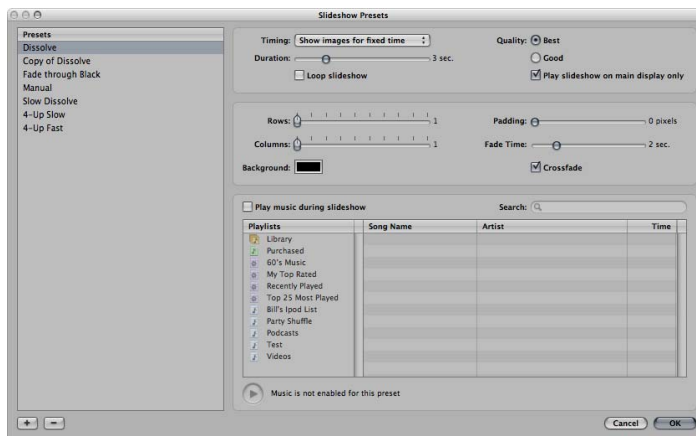 Slideshow Presets
Presets
Dissolve
Copy of Dissolve
Fade through Black
Manual
Slow Dissolve
4-Up Slow
4-Up Fast
Timing: Show images for fixed time
Duration: 3 sec.
Loop slideshow
Quality: Best
Good
Play slideshow on main display only
Rows: 1
Columns: 1
Background:
Padding: 0 pixels
Fade Time: 2 sec.
Crossfade
Play music during slideshow
Search:
Playlists Song Name Artist Time
Library
Purchased
60's Music
My Top Rated
Recently Played
Top 25 Most Played
Bill's Ipod List
Party Shuffle
Podcasts
Test
Videos
Music is not enabled for this preset
+ −
Cancel OK